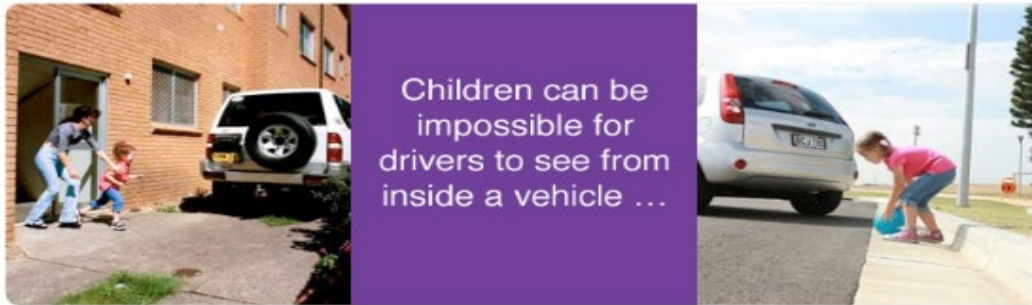 Children can be
impossible for
drivers to see from
inside a vehicle ...